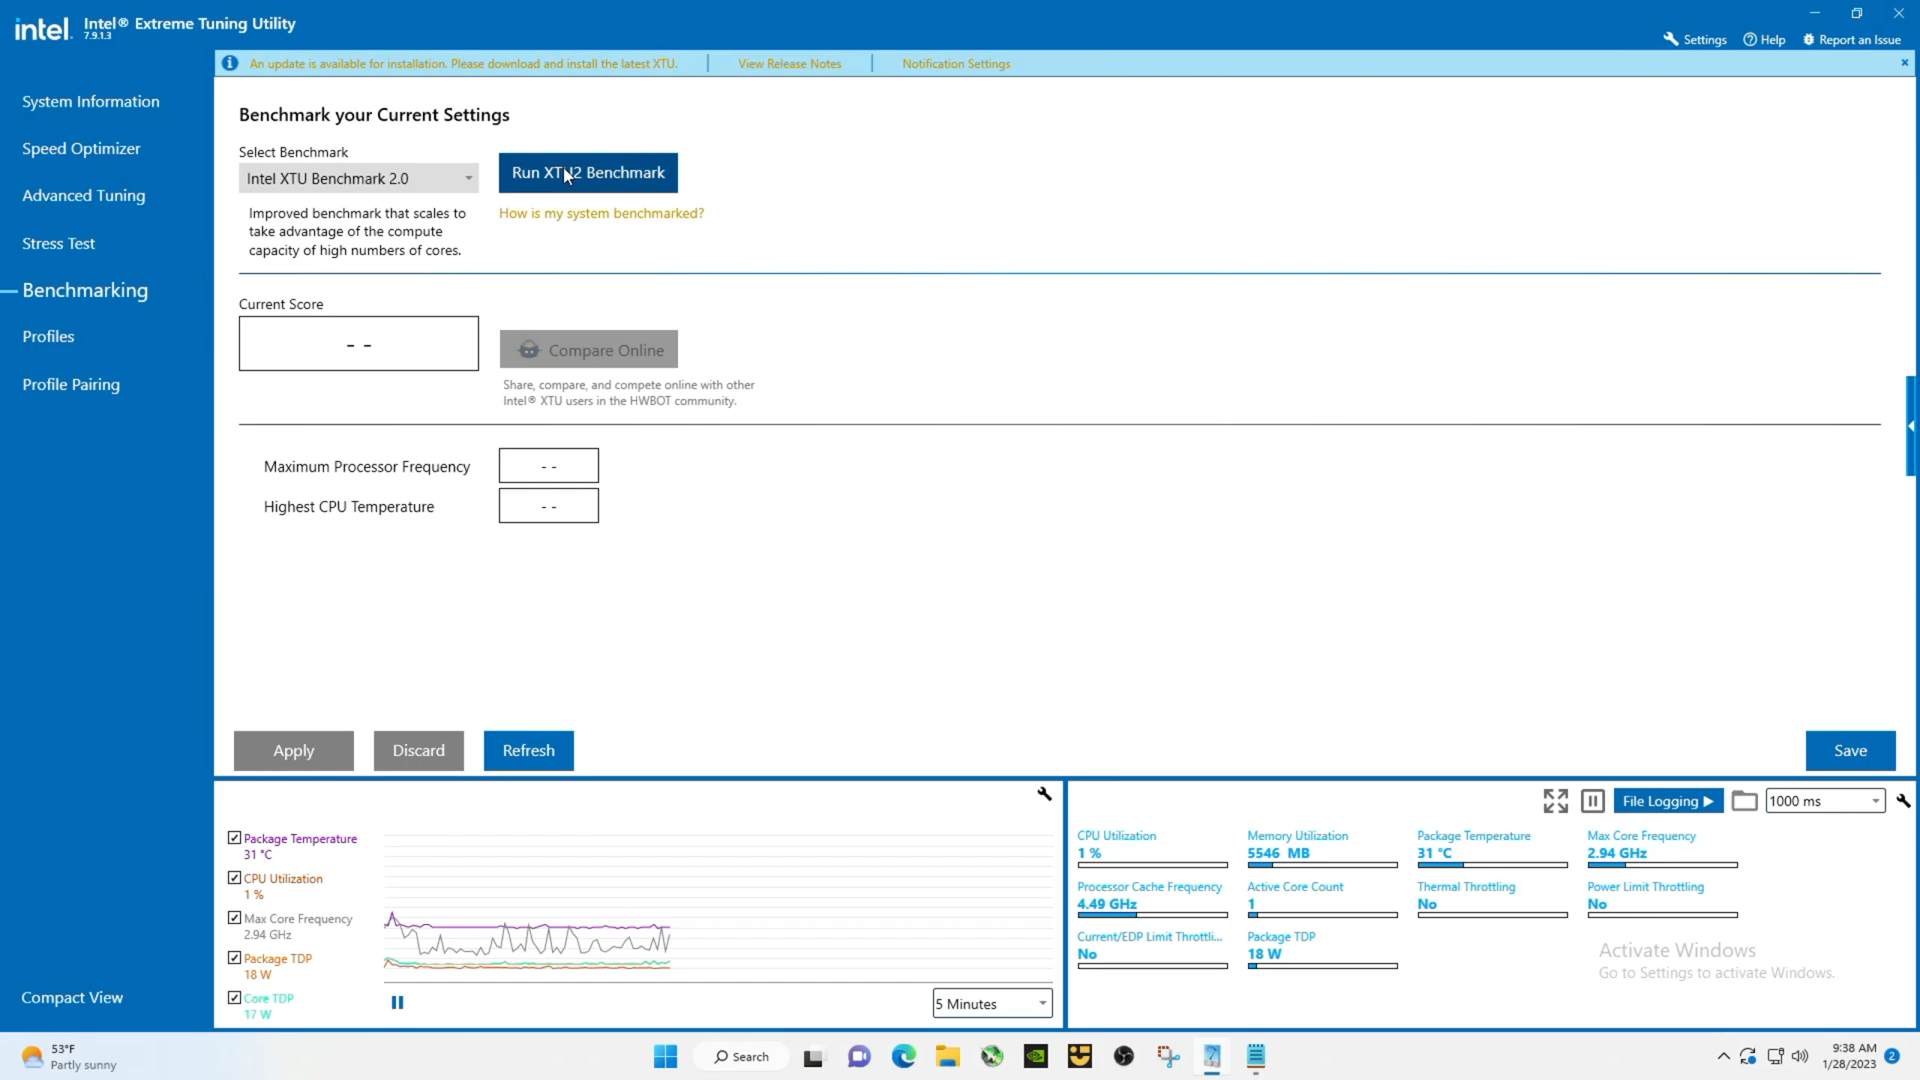 intel.
Intel® Extreme Tuning Utility
7.9.1.3
Settings
Help
Report an Issue
An update is available for installation. Please download and install the latest XTU.
View Release Notes
Notification Settings
System Information
Speed Optimizer
Advanced Tuning
Stress Test
Benchmarking
Profiles
Profile Pairing
Compact View
Benchmark your Current Settings
Select Benchmark
Intel XTU Benchmark 2.0
Run XTU2 Benchmark
Improved benchmark that scales to
take advantage of the compute
capacity of high numbers of cores.
How is my system benchmarked?
Current Score
- -
Compare Online
Share, compare, and compete online with other
Intel® XTU users in the HWBOT community.
Maximum Processor Frequency
- -
Highest CPU Temperature
- -
Apply
Discard
Refresh
Save
Package Temperature
31 °C
CPU Utilization
1 %
Max Core Frequency
2.94 GHz
Package TDP
18 W
Core TDP
17 W
5 Minutes
File Logging
1000 ms
CPU Utilization
1 %
Memory Utilization
5546 MB
Package Temperature
31 °C
Max Core Frequency
2.94 GHz
Processor Cache Frequency
4.49 GHz
Active Core Count
1
Thermal Throttling
No
Power Limit Throttling
No
Current/EDP Limit Throttli...
No
Package TDP
18 W
Activate Windows
Go to Settings to activate Windows.
53°F
Partly sunny
Search
9:38 AM
1/28/2023
2